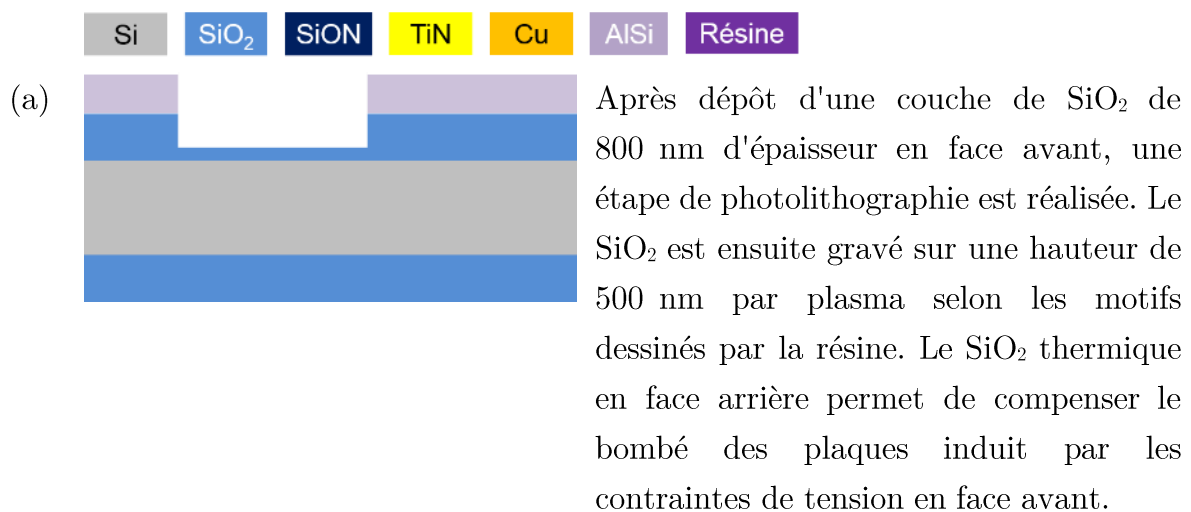 Si SiO₂ SiON TiN Cu AlSi Résine
(a)
Après dépôt d'une couche de SiO₂ de
800 nm d'épaisseur en face avant, une
étape de photolithographie est réalisée. Le
SiO₂ est ensuite gravé sur une hauteur de
500 nm par plasma selon les motifs
dessinés par la résine. Le SiO₂ thermique
en face arrière permet de compenser le
bombé des plaques induit par les
contraintes de tension en face avant.